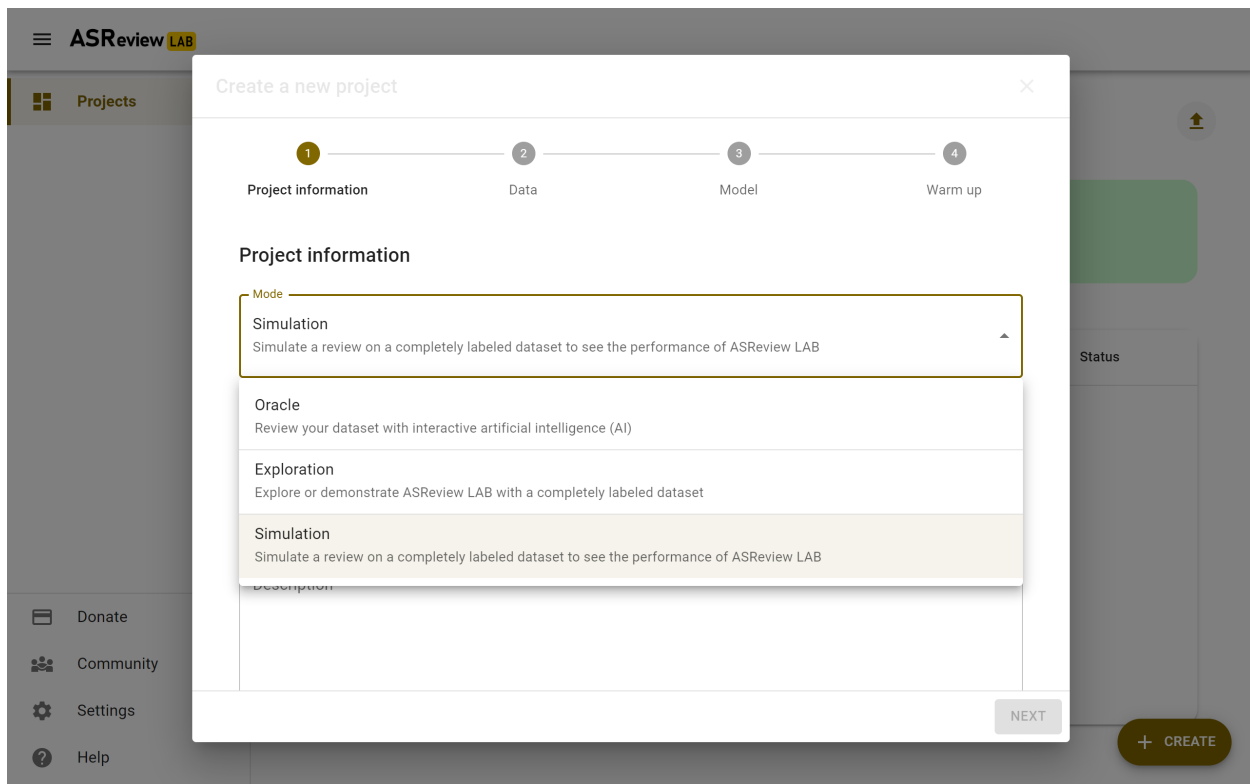 ASReview LAB
Projects
Create a new project
1
2
3
4
Project information
Data
Model
Warm up
Project information
Mode
Simulation
Simulate a review on a completely labeled dataset to see the performance of ASReview LAB
Status
Oracle
Review your dataset with interactive artificial intelligence (AI)
Exploration
Explore or demonstrate ASReview LAB with a completely labeled dataset
Simulation
Simulate a review on a completely labeled dataset to see the performance of ASReview LAB
Description
Donate
Community
Settings
Help
NEXT
+ CREATE